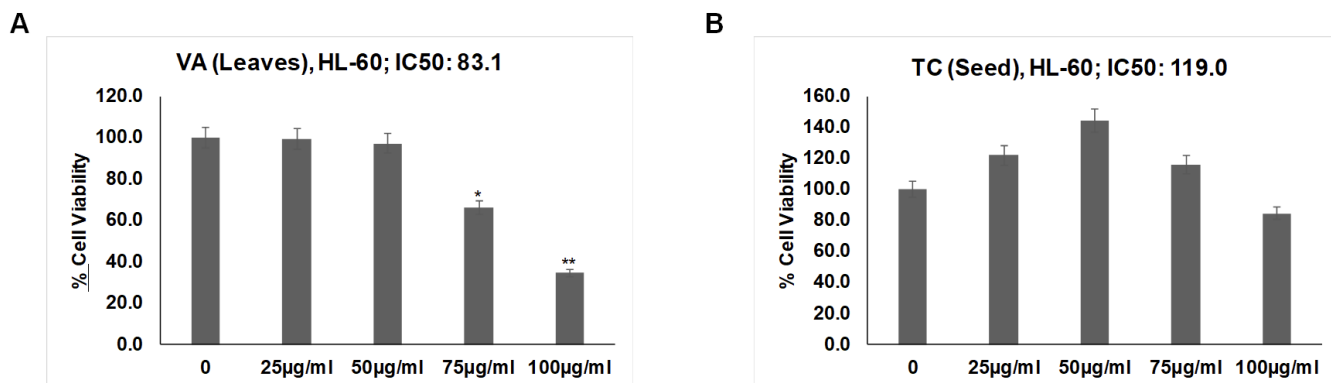 A
VA (Leaves), HL-60; IC50: 83.1
120.0
100.0
80.0
60.0
40.0
20.0
0.0
% Cell Viability
*
**
0 25µg/ml 50µg/ml 75µg/ml 100µg/ml
B
TC (Seed), HL-60; IC50: 119.0
160.0
140.0
120.0
100.0
80.0
60.0
40.0
20.0
0.0
% Cell Viability
0 25µg/ml 50µg/ml 75µg/ml 100µg/ml